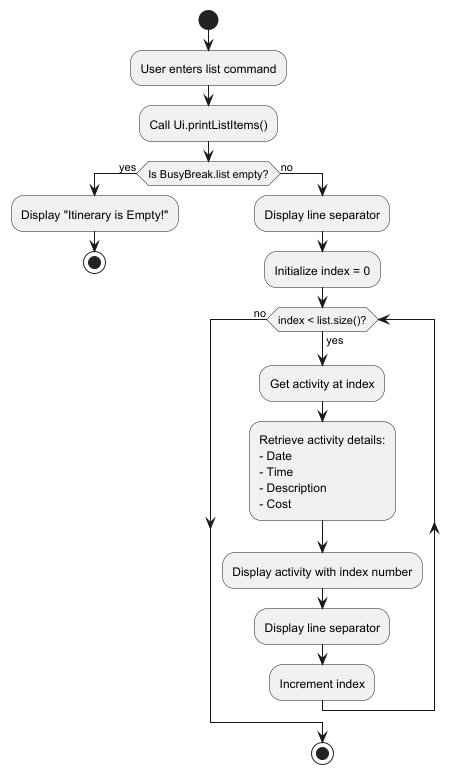 User enters list command
Call Ui.printListItems()
yes
Is BusyBreak.list empty?
no
Display "Itinerary is Empty!"
Display line separator
Initialize index = 0
no
index < list.size()?
yes
Get activity at index
Retrieve activity details:
- Date
- Time
- Description
- Cost
Display activity with index number
Display line separator
Increment index